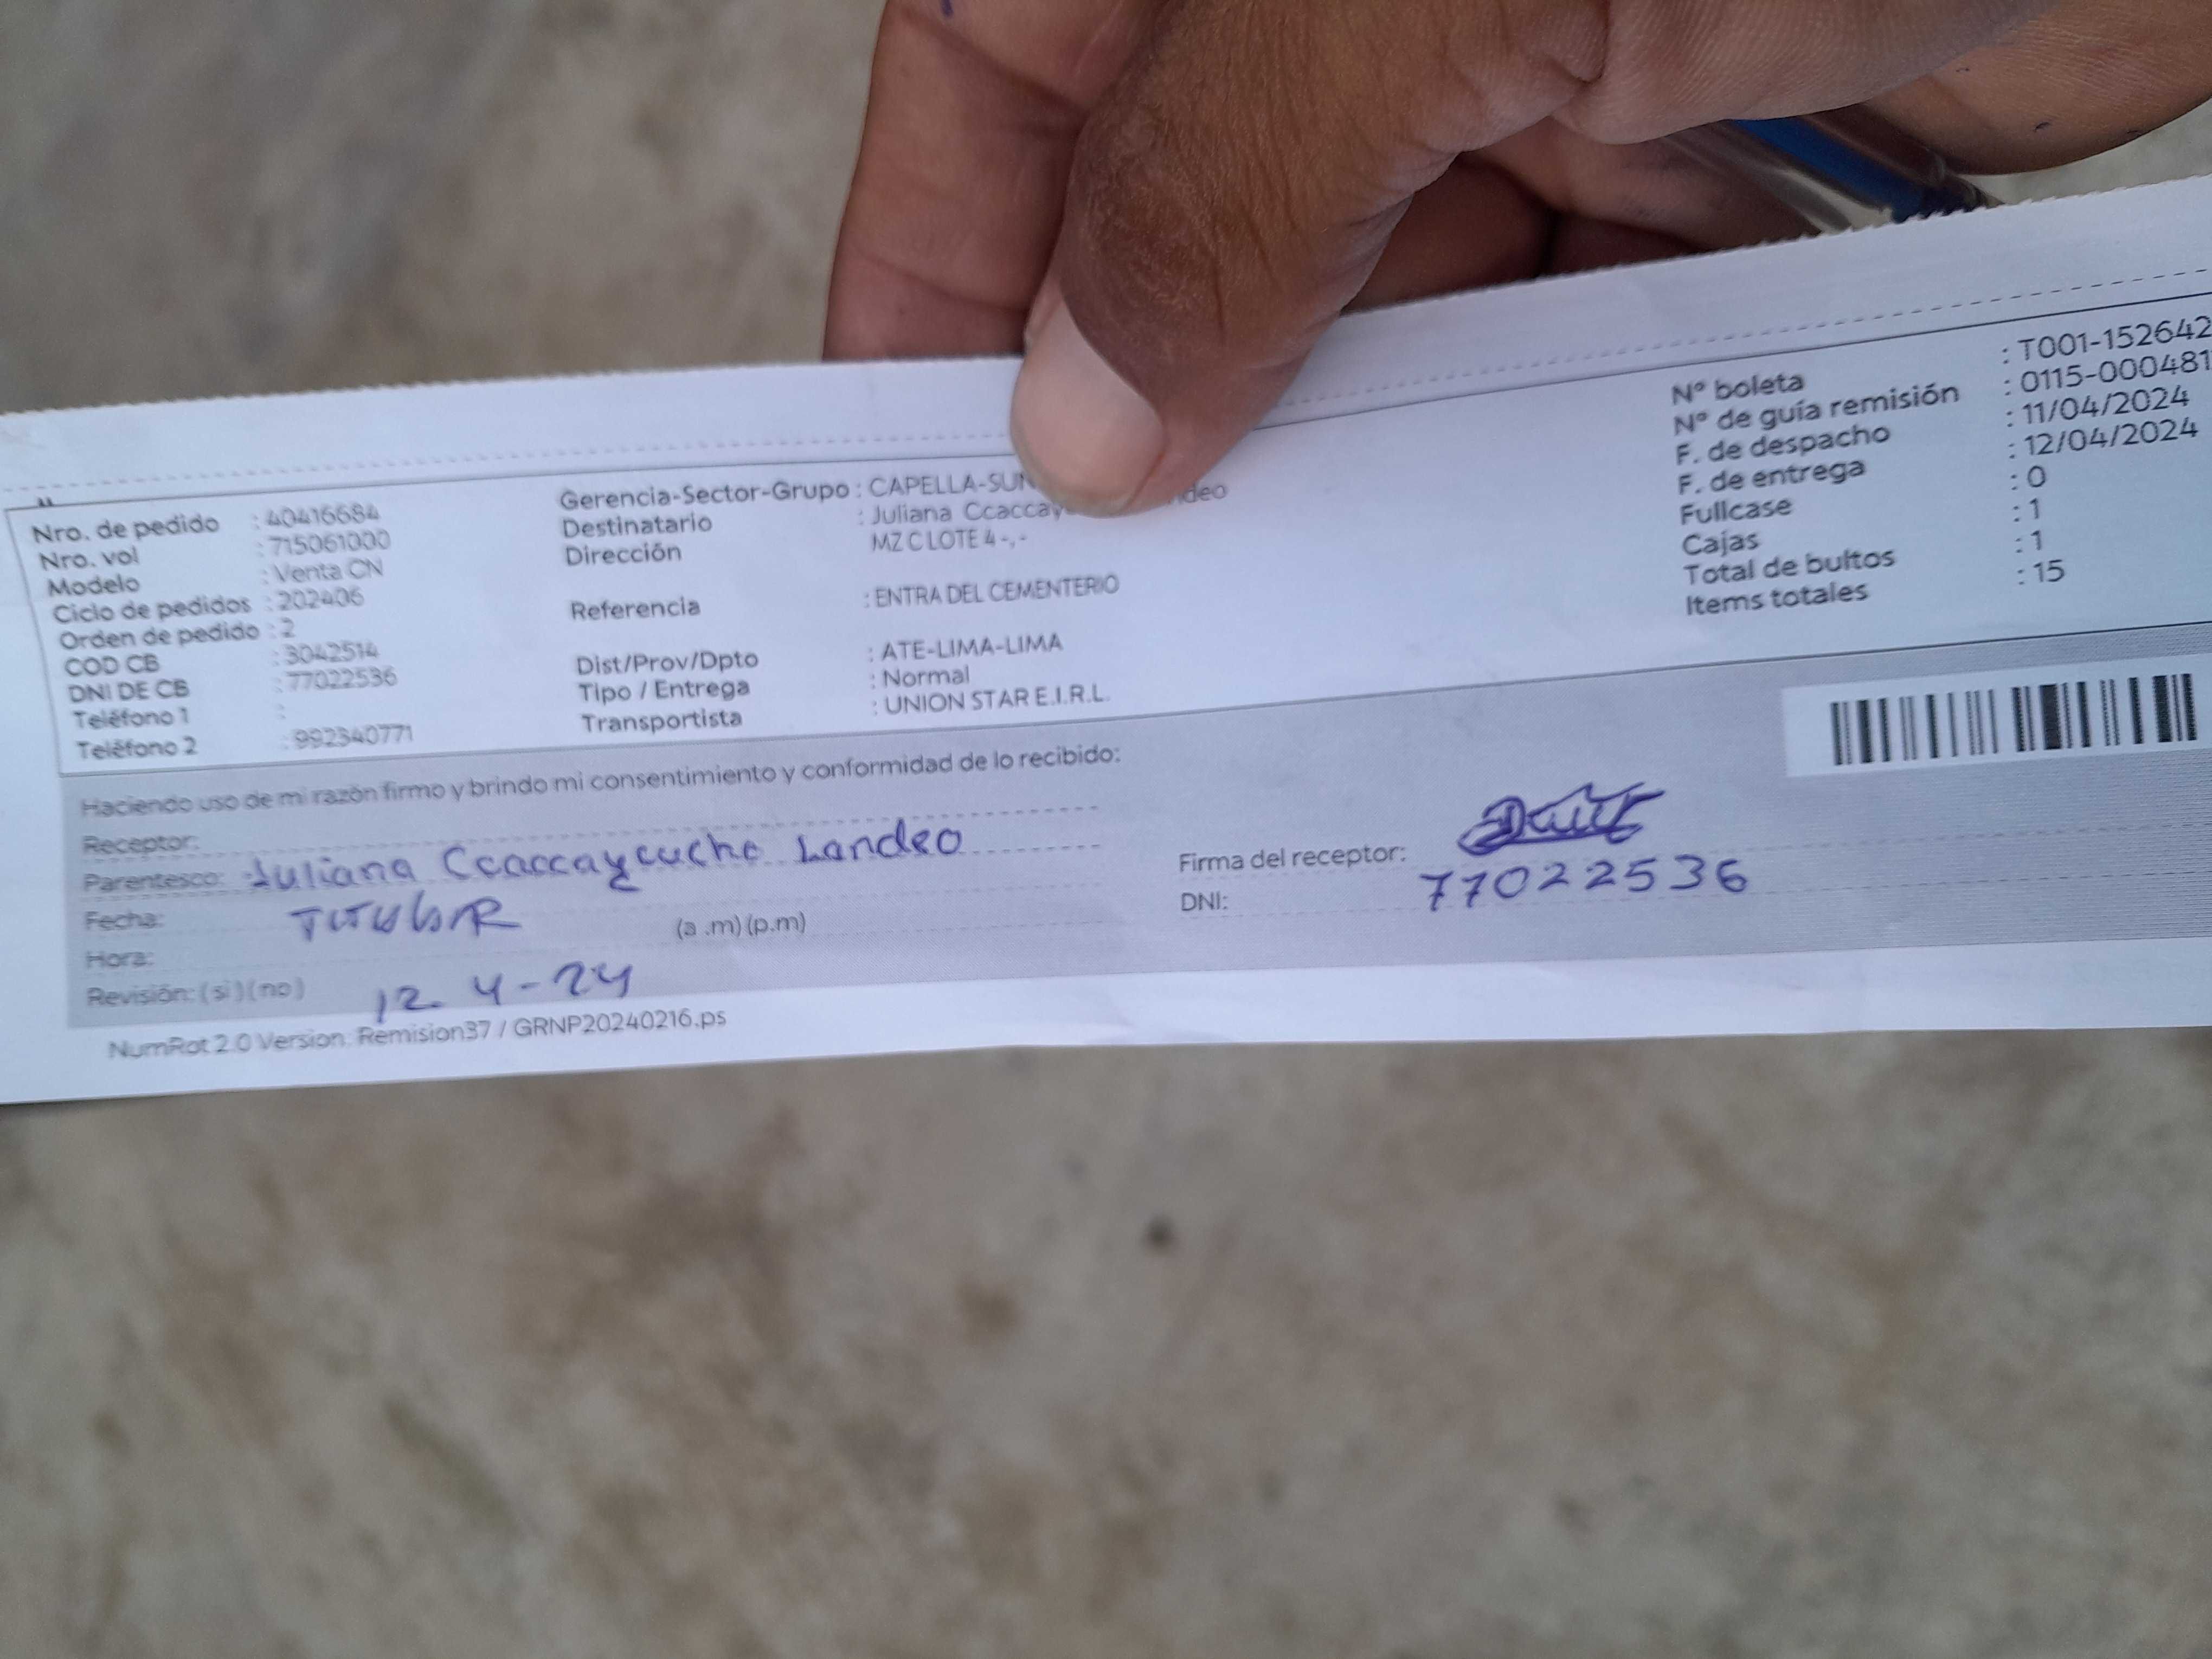 Nro. de pedido : 40416684
Nro. vol : 715061000
Modelo : Venta CN
Ciclo de pedidos : 202406
Orden de pedido : 2
COD CB : 3042514
DNI DE CB : 77022536
Teléfono 1 :
Teléfono 2 : 992340771
Gerencia-Sector-Grupo : CAPELLA-SUN
Destinatario : Juliana Ccaccay deo
Dirección MZ C LOTE 4 -, -
Referencia : ENTRA DEL CEMENTERIO
Dist/Prov/Dpto : ATE-LIMA-LIMA
Tipo / Entrega : Normal
Transportista : UNION STAR E.I.R.L.
Nº boleta : T001-152642
Nº de guía remisión : 0115-000481
F. de despacho : 11/04/2024
F. de entrega : 12/04/2024
Fullcase : 0
Cajas : 1
Total de bultos : 1
Items totales : 15
Haciendo uso de mi razón firmo y brindo mi consentimiento y conformidad de lo recibido:
Receptor:
Parentesco: Juliana Ccaccaycuche Landeo
Fecha:
(a .m) (p.m)
Hora:
Revisión: (si) (no) 12. 4-24
Firma del receptor:
DNI: 77022536
NumRot 2.0 Version: Remision37 / GRNP20240216.ps